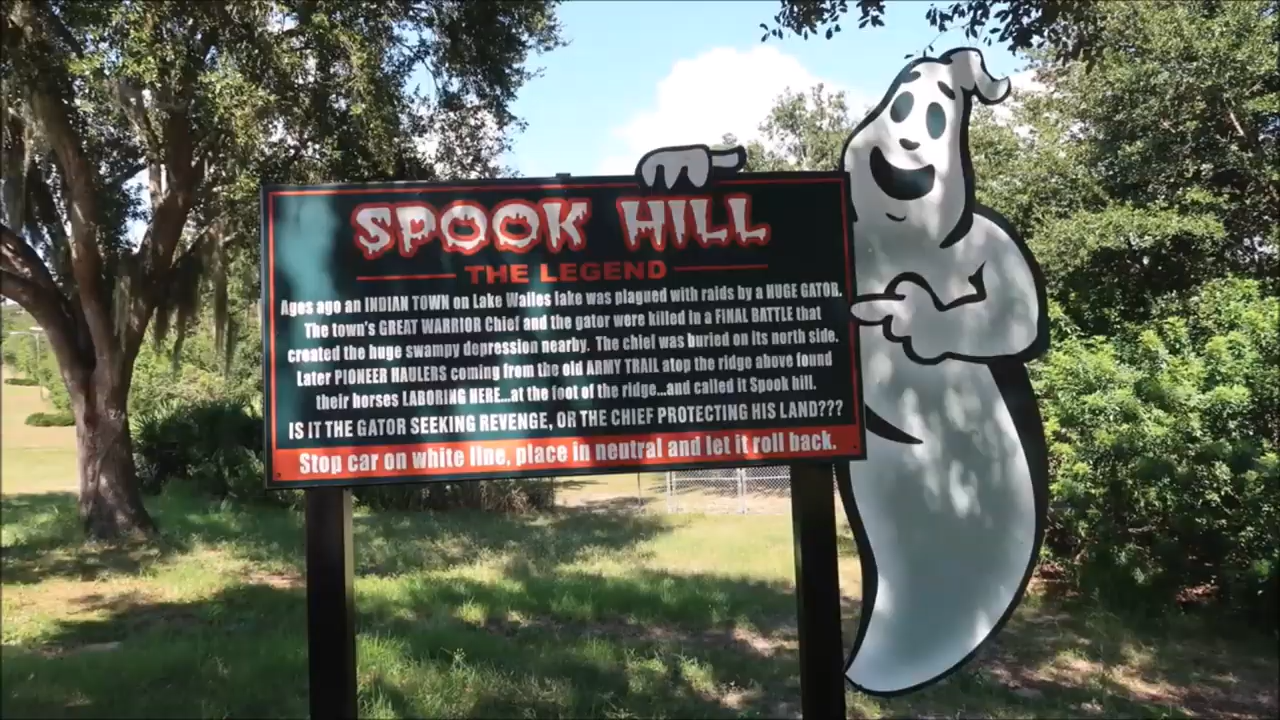 SPOOK HILL
THE LEGEND
Ages ago an INDIAN TOWN on Lake Wailes lake was plagued with raids by a HUGE GATOR.
The town's GREAT WARRIOR Chief and the gator were killed in a FINAL BATTLE that
created the huge swampy depression nearby. The chief was buried on its north side.
Later PIONEER HAULERS coming from the old ARMY TRAIL atop the ridge above found
their horses LABORING HERE...at the foot of the ridge...and called it Spook hill.
IS IT THE GATOR SEEKING REVENGE, OR THE CHIEF PROTECTING HIS LAND???
Stop car on white line, place in neutral and let it roll back.